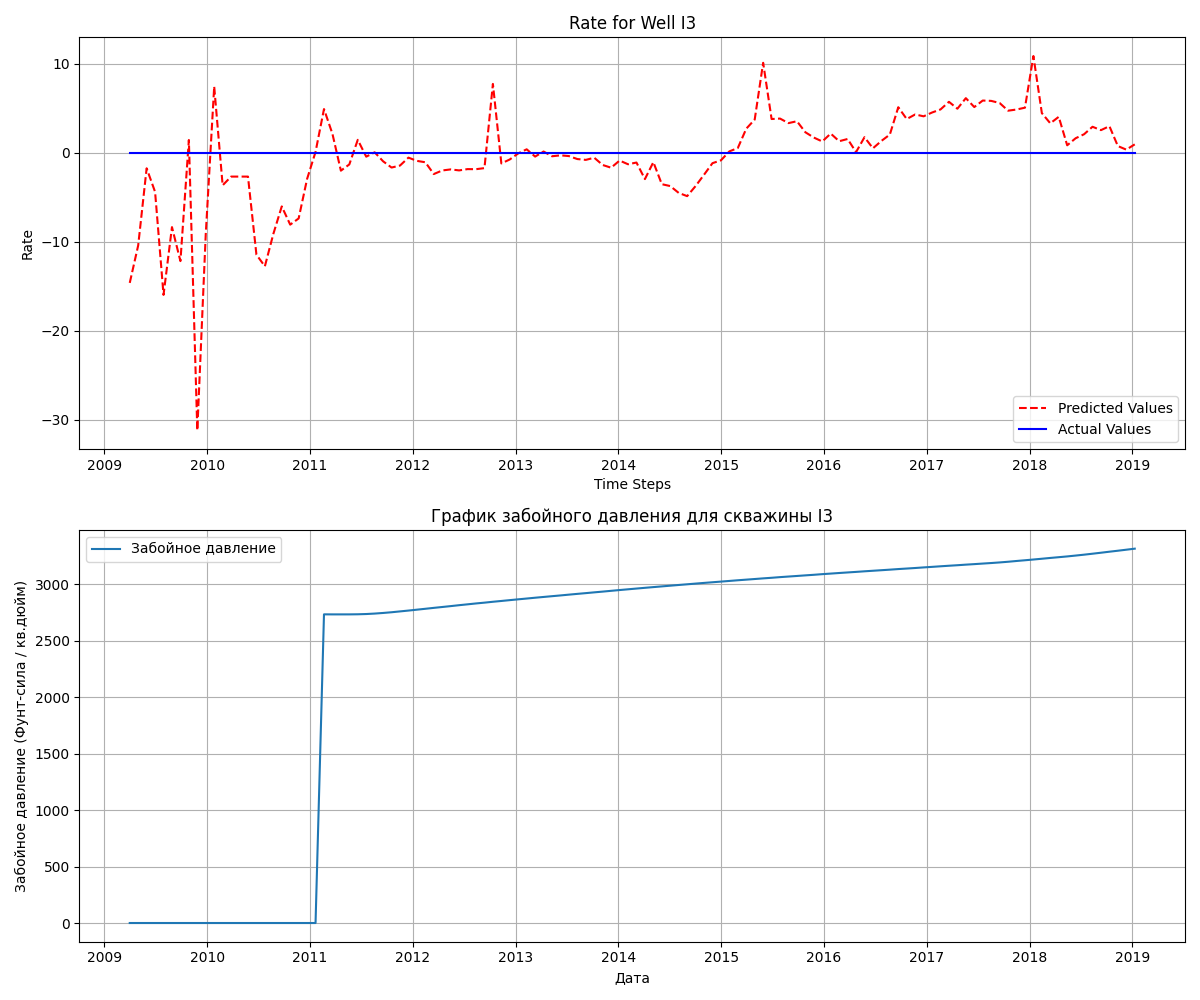 Rate for Well I3
10
0
−10
−20
−30
Rate
Predicted Values
Actual Values
2009 2010 2011 2012 2013 2014 2015 2016 2017 2018 2019
Time Steps
График забойного давления для скважины I3
Забойное давление
3000
2500
2000
1500
1000
500
0
Забойное давление (Фунт-сила / кв.дюйм)
2009 2010 2011 2012 2013 2014 2015 2016 2017 2018 2019
Дата